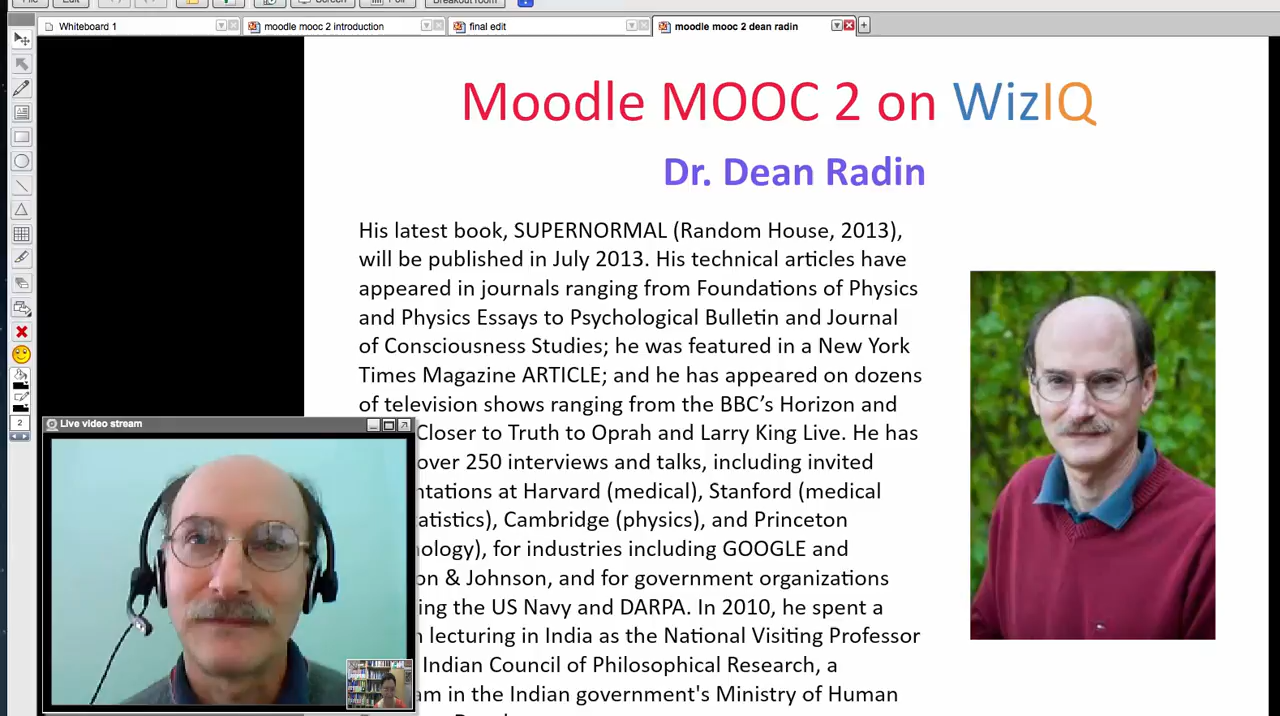 Whiteboard 1
moodle mooc 2 introduction
final edit
moodle mooc 2 dean radin
Moodle MOOC 2 on WizIQ
Dr. Dean Radin
His latest book, SUPERNORMAL (Random House, 2013),
will be published in July 2013. His technical articles have
appeared in journals ranging from Foundations of Physics
and Physics Essays to Psychological Bulletin and Journal
of Consciousness Studies; he was featured in a New York
Times Magazine ARTICLE; and he has appeared on dozens
of television shows ranging from the BBC's Horizon and
Closer to Truth to Oprah and Larry King Live. He has
over 250 interviews and talks, including invited
ntations at Harvard (medical), Stanford (medical
atistics), Cambridge (physics), and Princeton
ology), for industries including GOOGLE and
on & Johnson, and for government organizations
ing the US Navy and DARPA. In 2010, he spent a
lecturing in India as the National Visiting Professor
Indian Council of Philosophical Research, a
am in the Indian government's Ministry of Human
2
Live video stream